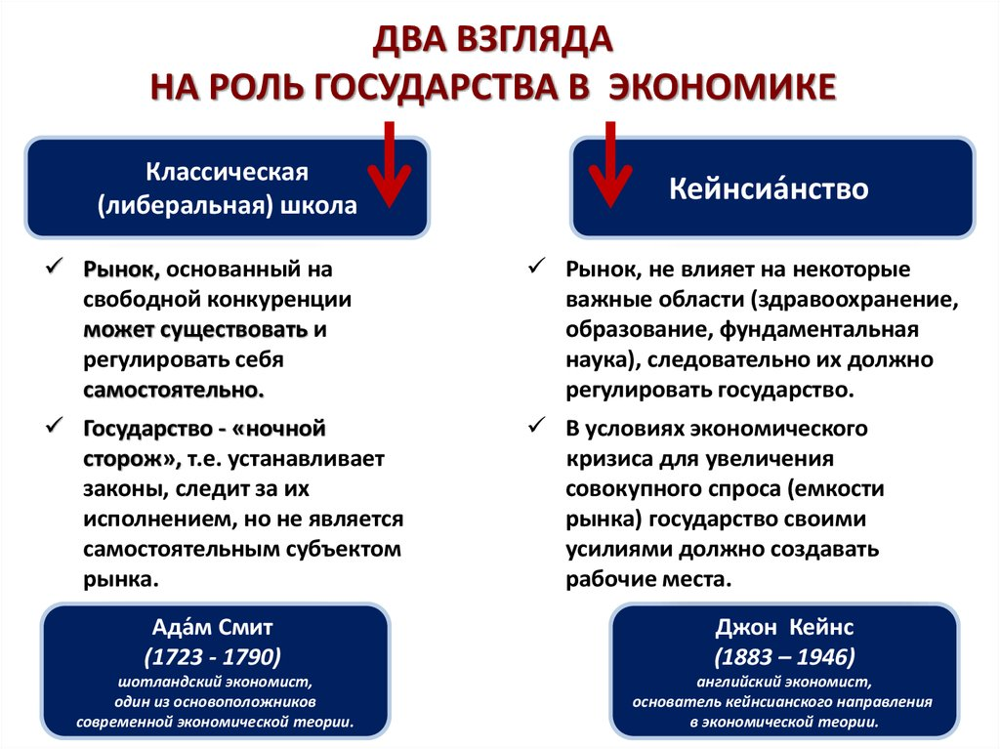 ДВА ВЗГЛЯДА
НА РОЛЬ ГОСУДАРСТВА В ЭКОНОМИКЕ
Классическая
(либеральная) школа
✓ Рынок, основанный на
свободной конкуренции
может существовать и
регулировать себя
самостоятельно.
✓ Государство - «ночной
сторож», т.е. устанавливает
законы, следит за их
исполнением, но не является
самостоятельным субъектом
рынка.
Ада́м Смит
(1723 - 1790)
шотландский экономист,
один из основоположников
современной экономической теории.
Кейнсиа́нство
✓ Рынок, не влияет на некоторые
важные области (здравоохранение,
образование, фундаментальная
наука), следовательно их должно
регулировать государство.
✓ В условиях экономического
кризиса для увеличения
совокупного спроса (емкости
рынка) государство своими
усилиями должно создавать
рабочие места.
Джон Кейнс
(1883 – 1946)
английский экономист,
основатель кейнсианского направления
в экономической теории.